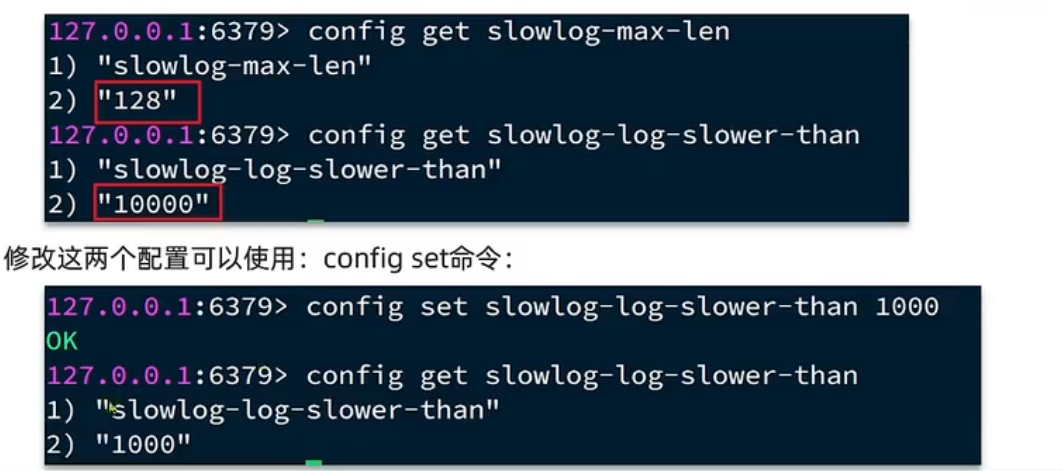 127.0.0.1:6379> config get slowlog-max-len
1) "slowlog-max-len"
2) "128"
127.0.0.1:6379> config get slowlog-log-slower-than
1) "slowlog-log-slower-than"
2) "10000"
修改这两个配置可以使用：config set命令：
127.0.0.1:6379> config set slowlog-log-slower-than 1000
OK
127.0.0.1:6379> config get slowlog-log-slower-than
1) "slowlog-log-slower-than"
2) "1000"